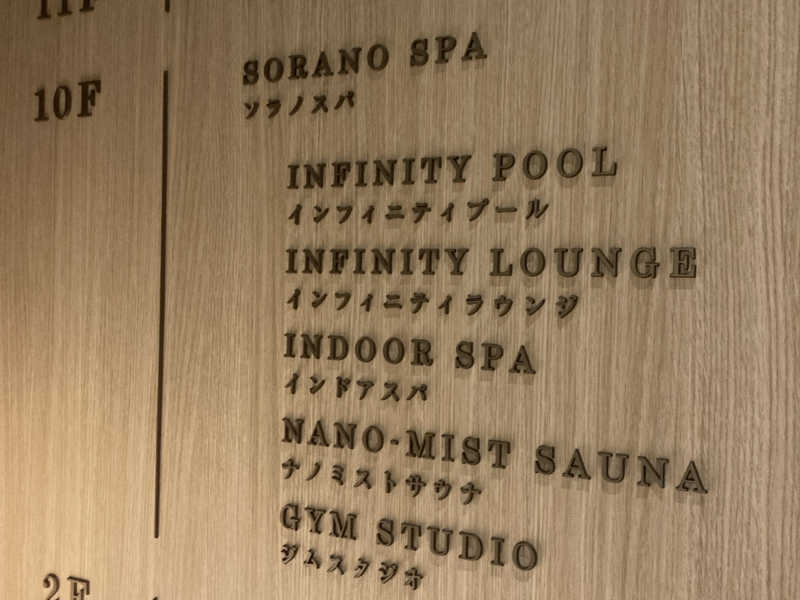 11F
10F
SORANO SPA
ソラノスパ
INFINITY POOL
インフィニティプール
INFINITY LOUNGE
インフィニティラウンジ
INDOOR SPA
インドアスパ
NANO-MIST SAUNA
ナノミストサウナ
GYM STUDIO
ジムスタジオ
2F